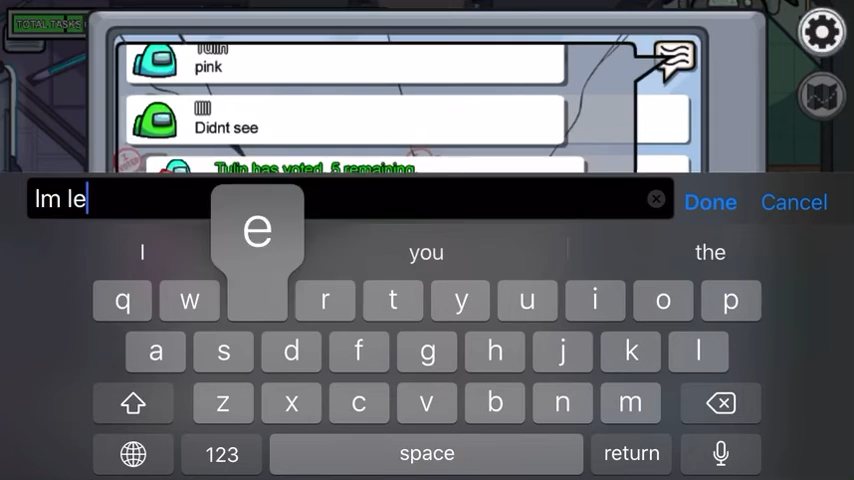 TOTAL TASKS
Tulin
pink
Didnt see
Tulip has voted. 5 remaining
Im le
Done
Cancel
e
I
you
the
q w r t y u i o p
a s d f g h j k l
z x c v b n m
123
space
return